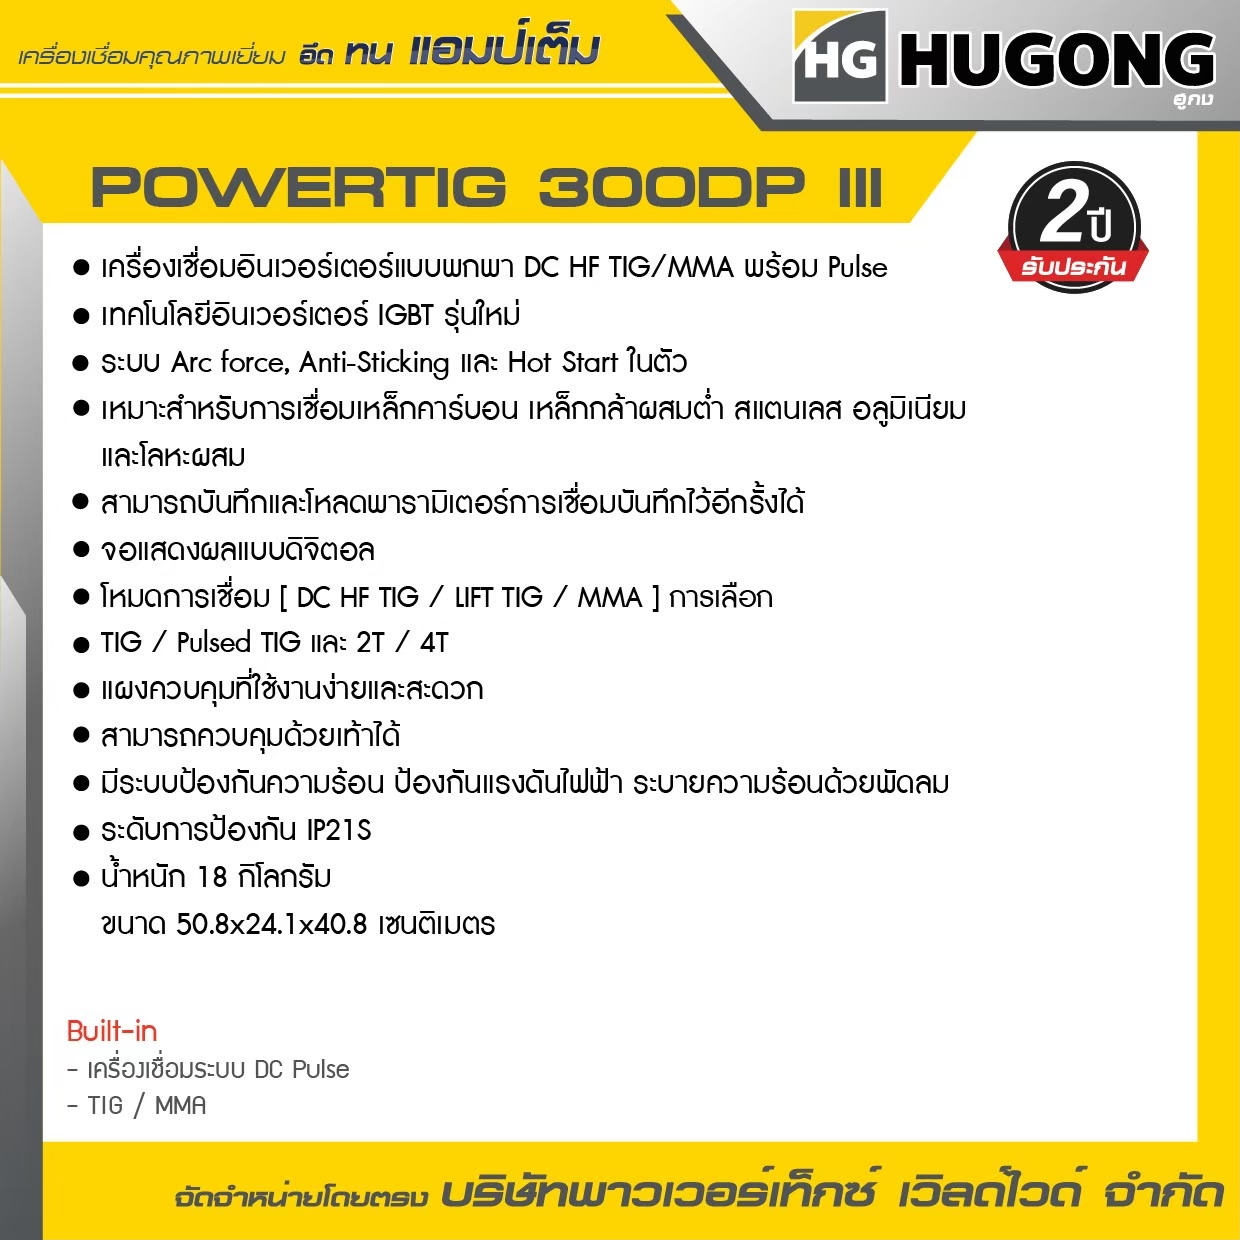 เครื่องเชื่อมคุณภาพเยี่ยม อึด ทน แอมป์เต็ม
HG HUGONG
ฮูกง
POWERTIG 300DP III
2 ปี
รับประกัน
● เครื่องเชื่อมอินเวอร์เตอร์แบบพกพา DC HF TIG/MMA พร้อม Pulse
● เทคโนโลยีอินเวอร์เตอร์ IGBT รุ่นใหม่
● ระบบ Arc force, Anti-Sticking และ Hot Start ในตัว
● เหมาะสำหรับการเชื่อมเหล็กคาร์บอน เหล็กกล้าผสมต่ำ สแตนเลส อลูมิเนียม
และโลหะผสม
● สามารถบันทึกและโหลดพารามิเตอร์การเชื่อมบันทึกไว้อีกรั้งได้
● จอแสดงผลแบบดิจิตอล
● โหมดการเชื่อม [ DC HF TIG / LIFT TIG / MMA ] การเลือก
● TIG / Pulsed TIG และ 2T / 4T
● แผงควบคุมที่ใช้งานง่ายและสะดวก
● สามารถควบคุมด้วยเท้าได้
● มีระบบป้องกันความร้อน ป้องกันแรงดันไฟฟ้า ระบายความร้อนด้วยพัดลม
● ระดับการป้องกัน IP21S
● น้ำหนัก 18 กิโลกรัม
ขนาด 50.8x24.1x40.8 เซนติเมตร
Built-in
- เครื่องเชื่อมระบบ DC Pulse
- TIG / MMA
จัดจำหน่ายโดยตรง บริษัทพาวเวอร์เท็กซ์ เวิลด์ไวด์ จำกัด